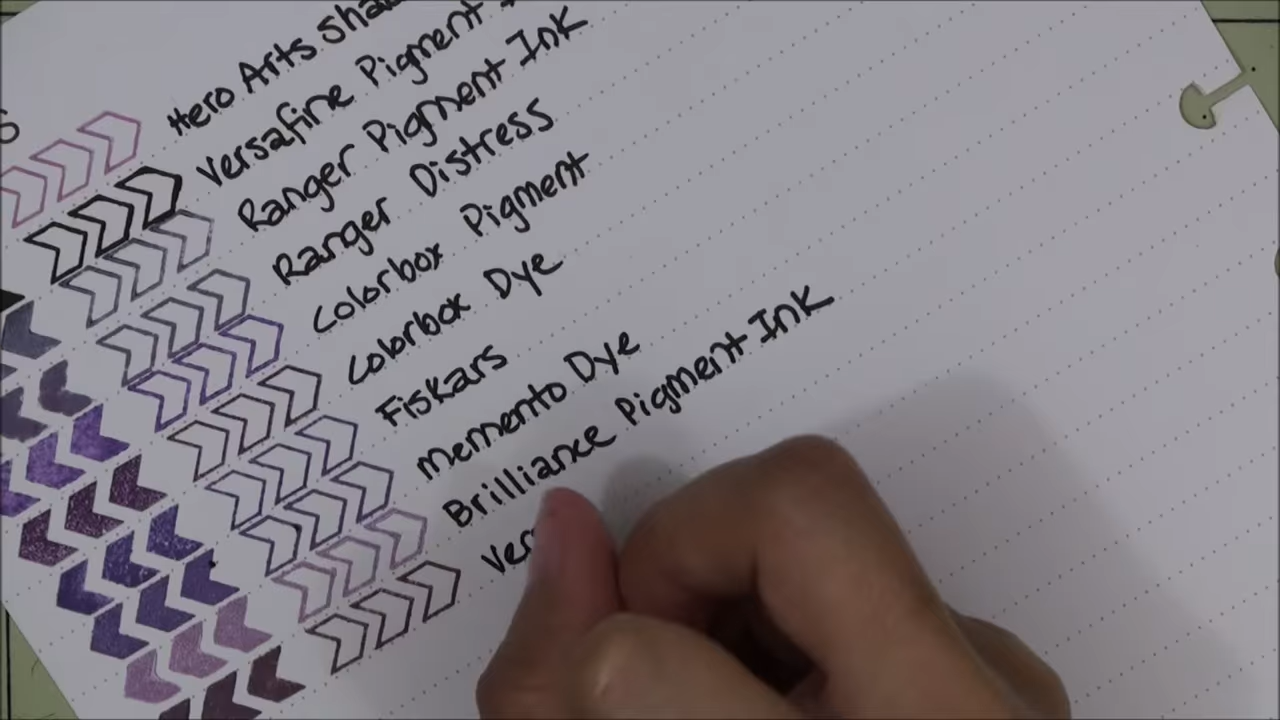 Hero Arts
Versafine Pigment
Ranger Pigment Ink
Ranger Distress
Colorbox Pigment
Colorbox Dye
Fiskars
Memento Dye
Brilliance Pigment Ink